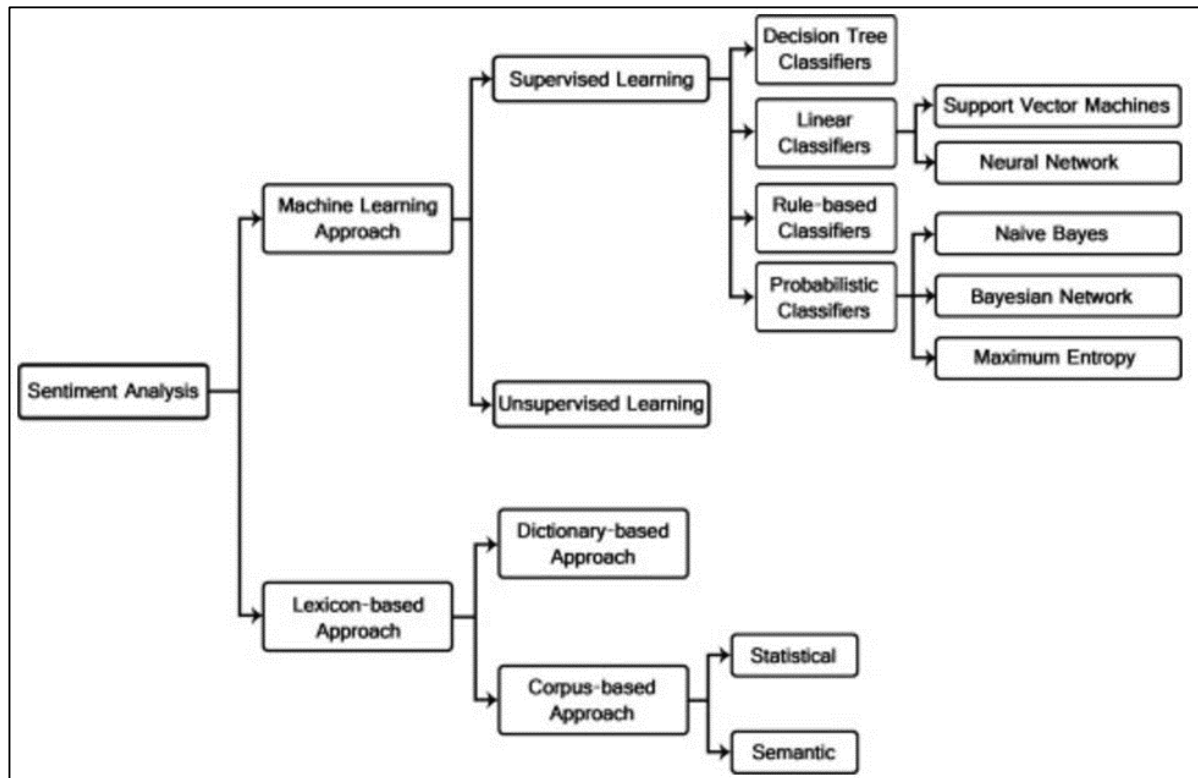 Sentiment Analysis
Machine Learning
Approach
Lexicon-based
Approach
Supervised Learning
Unsupervised Learning
Dictionary-based
Approach
Corpus-based
Approach
Decision Tree
Classifiers
Linear
Classifiers
Rule-based
Classifiers
Probabilistic
Classifiers
Support Vector Machines
Neural Network
Naive Bayes
Bayesian Network
Maximum Entropy
Statistical
Semantic